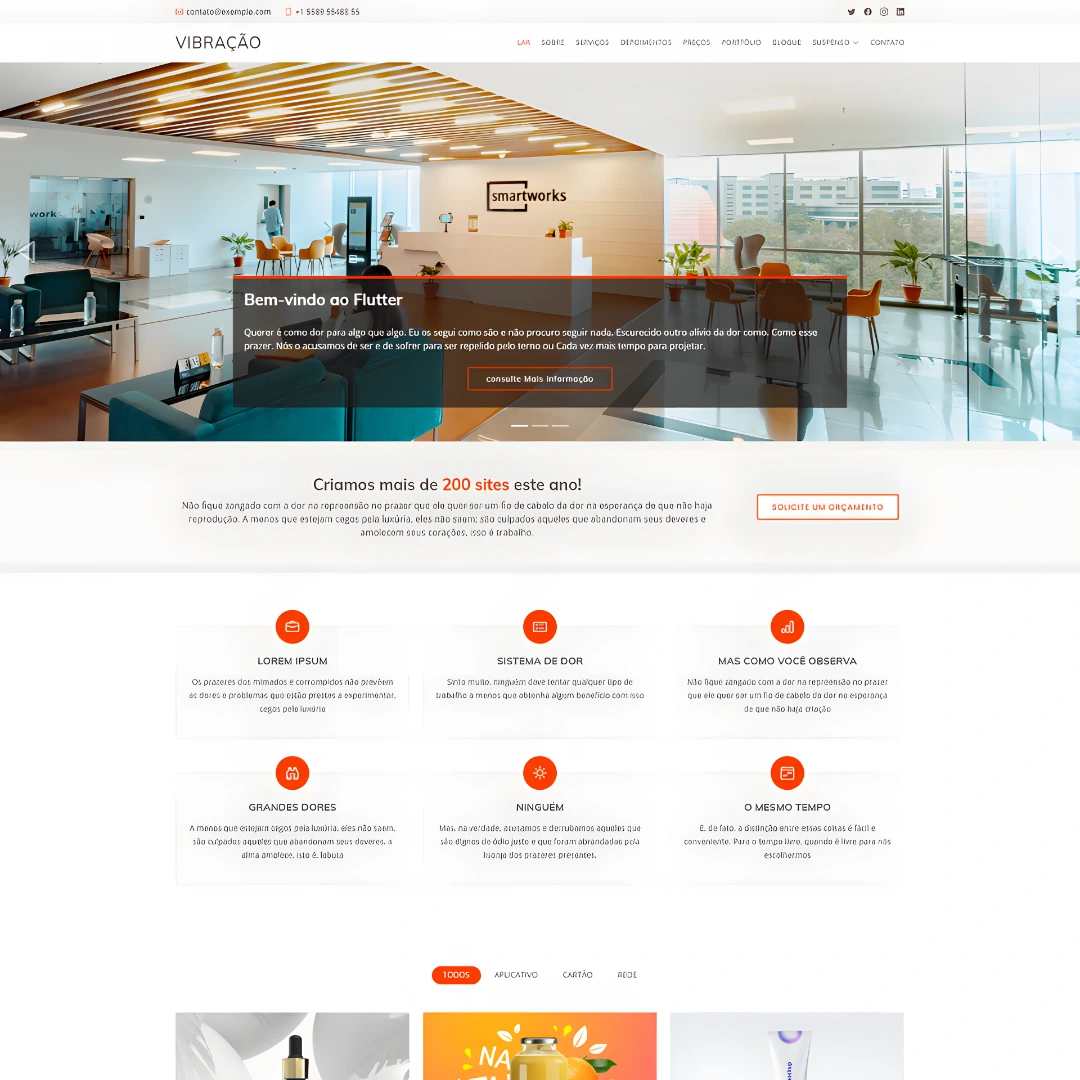 contato@exemplo.com +1 5589 55488 55
VIBRAÇÃO
LAR SOBRE SERVIÇOS DEPOIMENTOS PREÇOS PORTFÓLIO BLOGUE SUSPENSO CONTATO
smartworks
work
Bem-vindo ao Flutter
Querer é como dor para algo que algo. Eu os segui como são e não procuro seguir nada. Escurecido outro alívio da dor como. Como esse
prazer. Nós o acusamos de ser e de sofrer para ser repelido pelo terno ou Cada vez mais tempo para projetar.
consulte Mais informação
Criamos mais de 200 sites este ano!
Não fique zangado com a dor na repreensão no prazer que ele quer ser um fio de cabelo da dor na esperança de que não haja
reprodução. A menos que estejam cegos pela luxúria, eles não saem; são culpados aqueles que abandonam seus deveres e
amolecem seus corações, isso é trabalho.
SOLICITE UM ORÇAMENTO
LOREM IPSUM
Os prazeres dos mimados e corrompidos não prevêem
as dores e problemas que estão prestes a experimentar,
cegos pela luxúria
SISTEMA DE DOR
Sinto muito, ninguém deve tentar qualquer tipo de
trabalho a menos que obtenha algum benefício com isso
MAS COMO VOCÊ OBSERVA
Não fique zangado com a dor na repreensão no prazer
que ele quer ser um fio de cabelo da dor na esperança
de que não haja criação
GRANDES DORES
A menos que estejam cegos pela luxúria, eles não saem,
são culpados aqueles que abandonam seus deveres, a
alma amolece, isto é, labuta
NINGUÉM
Mas, na verdade, acusamos e derrubamos aqueles que
são dignos de ódio justo e que foram abrandados pela
lisonja dos prazeres presentes,
O MESMO TEMPO
E, de fato, a distinção entre essas coisas é fácil e
conveniente. Para o tempo livre, quando é livre para nós
escolhermos
TODOS APLICATIVO CARTÃO REDE
NA